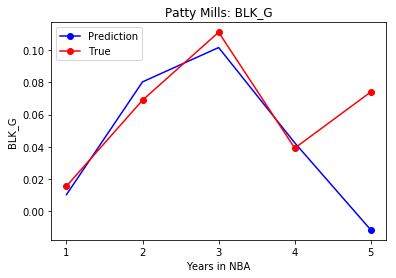 Patty Mills: BLK_G
Prediction
True
BLK_G
0.10
0.08
0.06
0.04
0.02
0.00
1 2 3 4 5
Years in NBA